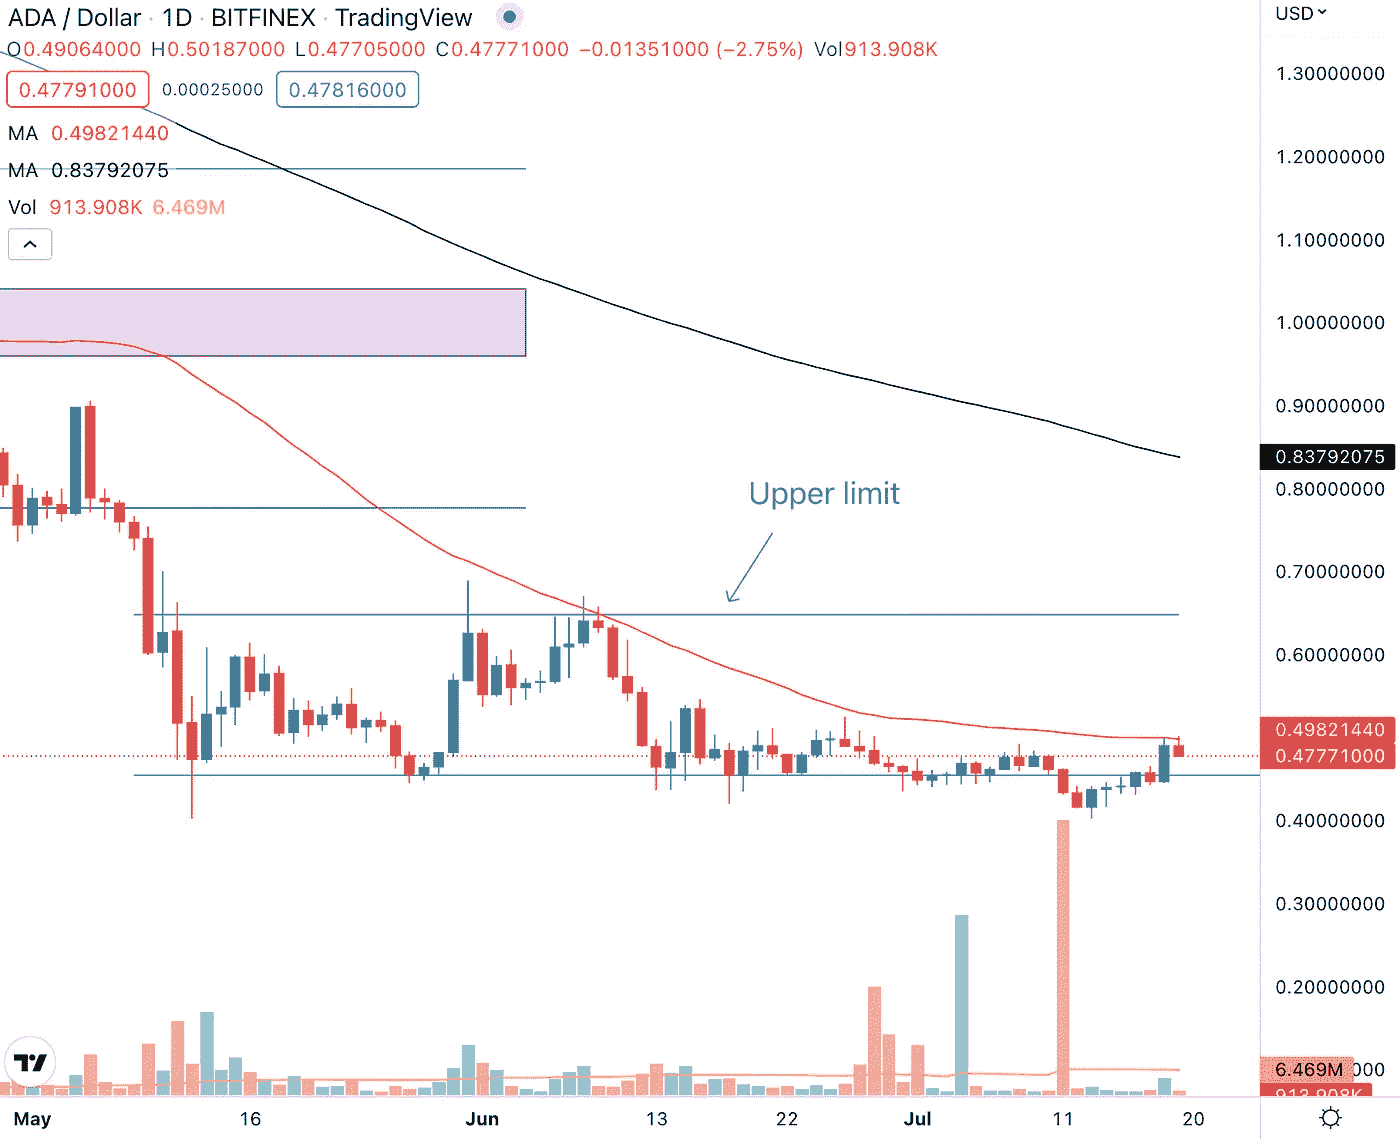 ADA / Dollar · 1D · BITFINEX · TradingView
USD
O0.49064000 H0.50187000 L0.47705000 C0.47771000 −0.01351000 (−2.75%) Vol913.908K
0.47791000 0.00025000 0.47816000
MA 0.49821440
MA 0.83792075
Vol 913.908K 6.469M
1.30000000
1.20000000
1.10000000
1.00000000
0.90000000
0.83792075
0.80000000
0.70000000
0.60000000
0.49821440
0.47771000
0.40000000
0.30000000
0.20000000
6.469M 000
913.908K
Upper limit
May 16 Jun 13 22 Jul 11 20